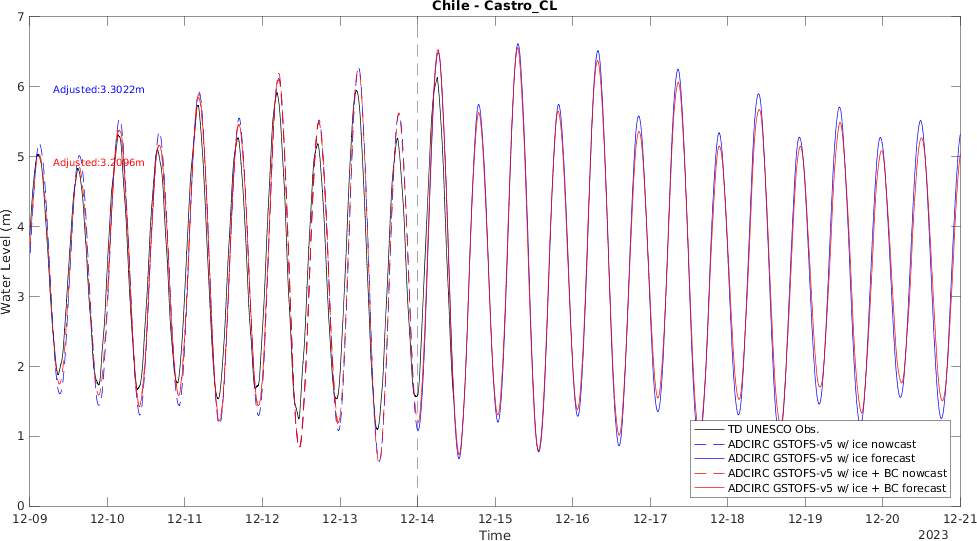 Chile - Castro_CL
7
6
5
4
3
2
1
0
Water Level (m)
Adjusted:3.3022m
Adjusted:3.2096m
TD UNESCO Obs.
ADCIRC GSTOFS-v5 w/ ice nowcast
ADCIRC GSTOFS-v5 w/ ice forecast
ADCIRC GSTOFS-v5 w/ ice + BC nowcast
ADCIRC GSTOFS-v5 w/ ice + BC forecast
12-09 12-10 12-11 12-12 12-13 12-14 12-15 12-16 12-17 12-18 12-19 12-20 12-21
Time
2023